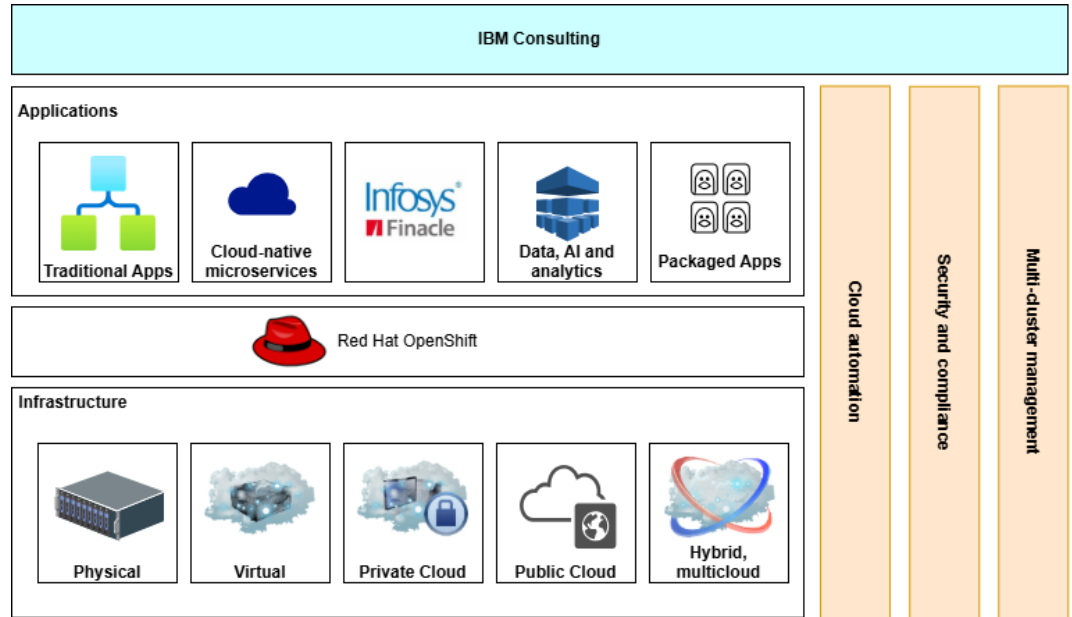 IBM Consulting
Applications
Traditional Apps
Cloud-native
microservices
Infosys®
Finacle
Data, AI and
analytics
Packaged Apps
Red Hat OpenShift
Infrastructure
Physical
Virtual
Private Cloud
Public Cloud
Hybrid,
multicloud
Cloud automation
Security and compliance
Multi-cluster management